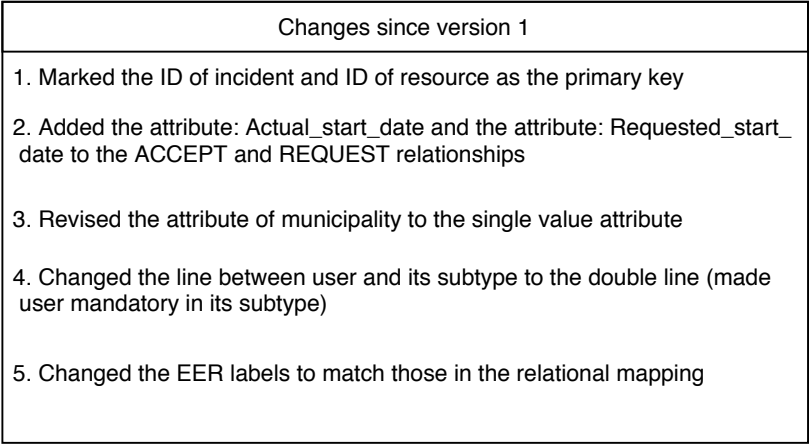 Changes since version 1
1. Marked the ID of incident and ID of resource as the primary key
2. Added the attribute: Actual_start_date and the attribute: Requested_start_
date to the ACCEPT and REQUEST relationships
3. Revised the attribute of municipality to the single value attribute
4. Changed the line between user and its subtype to the double line (made
user mandatory in its subtype)
5. Changed the EER labels to match those in the relational mapping